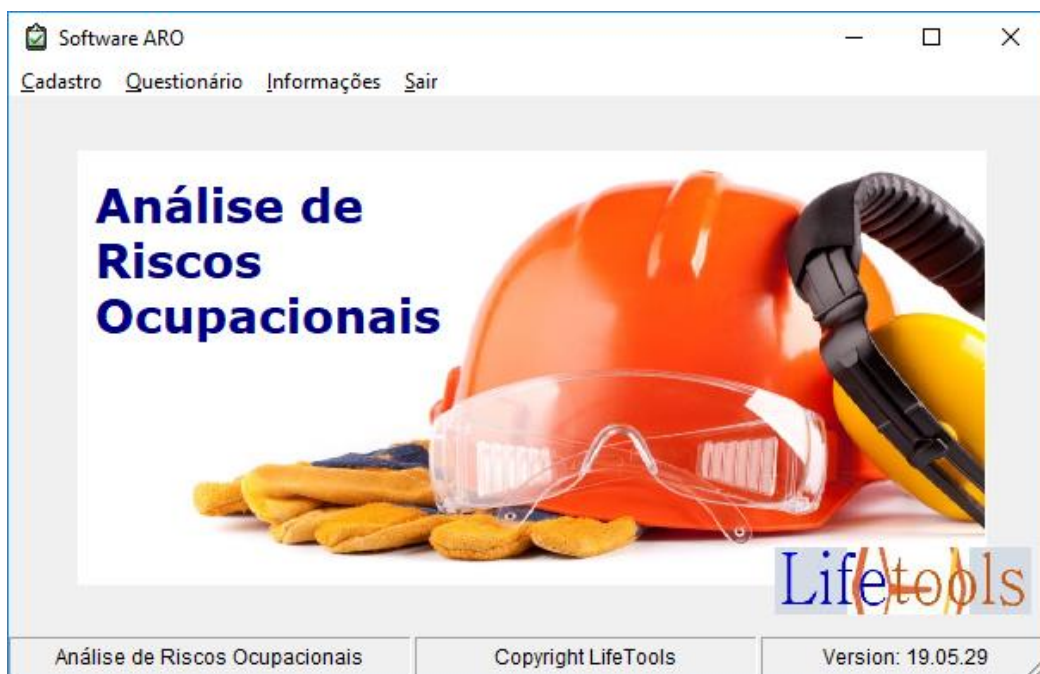 Software ARO
Cadastro Questionário Informações Sair
Análise de
Riscos
Ocupacionais
Lifetools
Análise de Riscos Ocupacionais Copyright LifeTools Version: 19.05.29